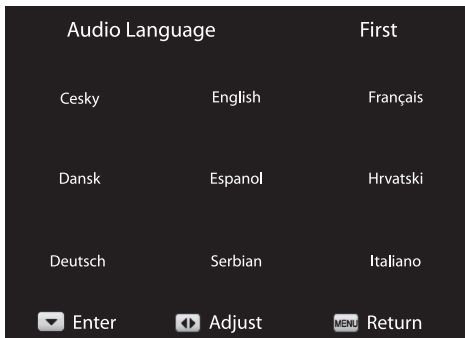 Audio Language First
Cesky English Français
Dansk Espanol Hrvatski
Deutsch Serbian Italiano
Enter Adjust MENU Return